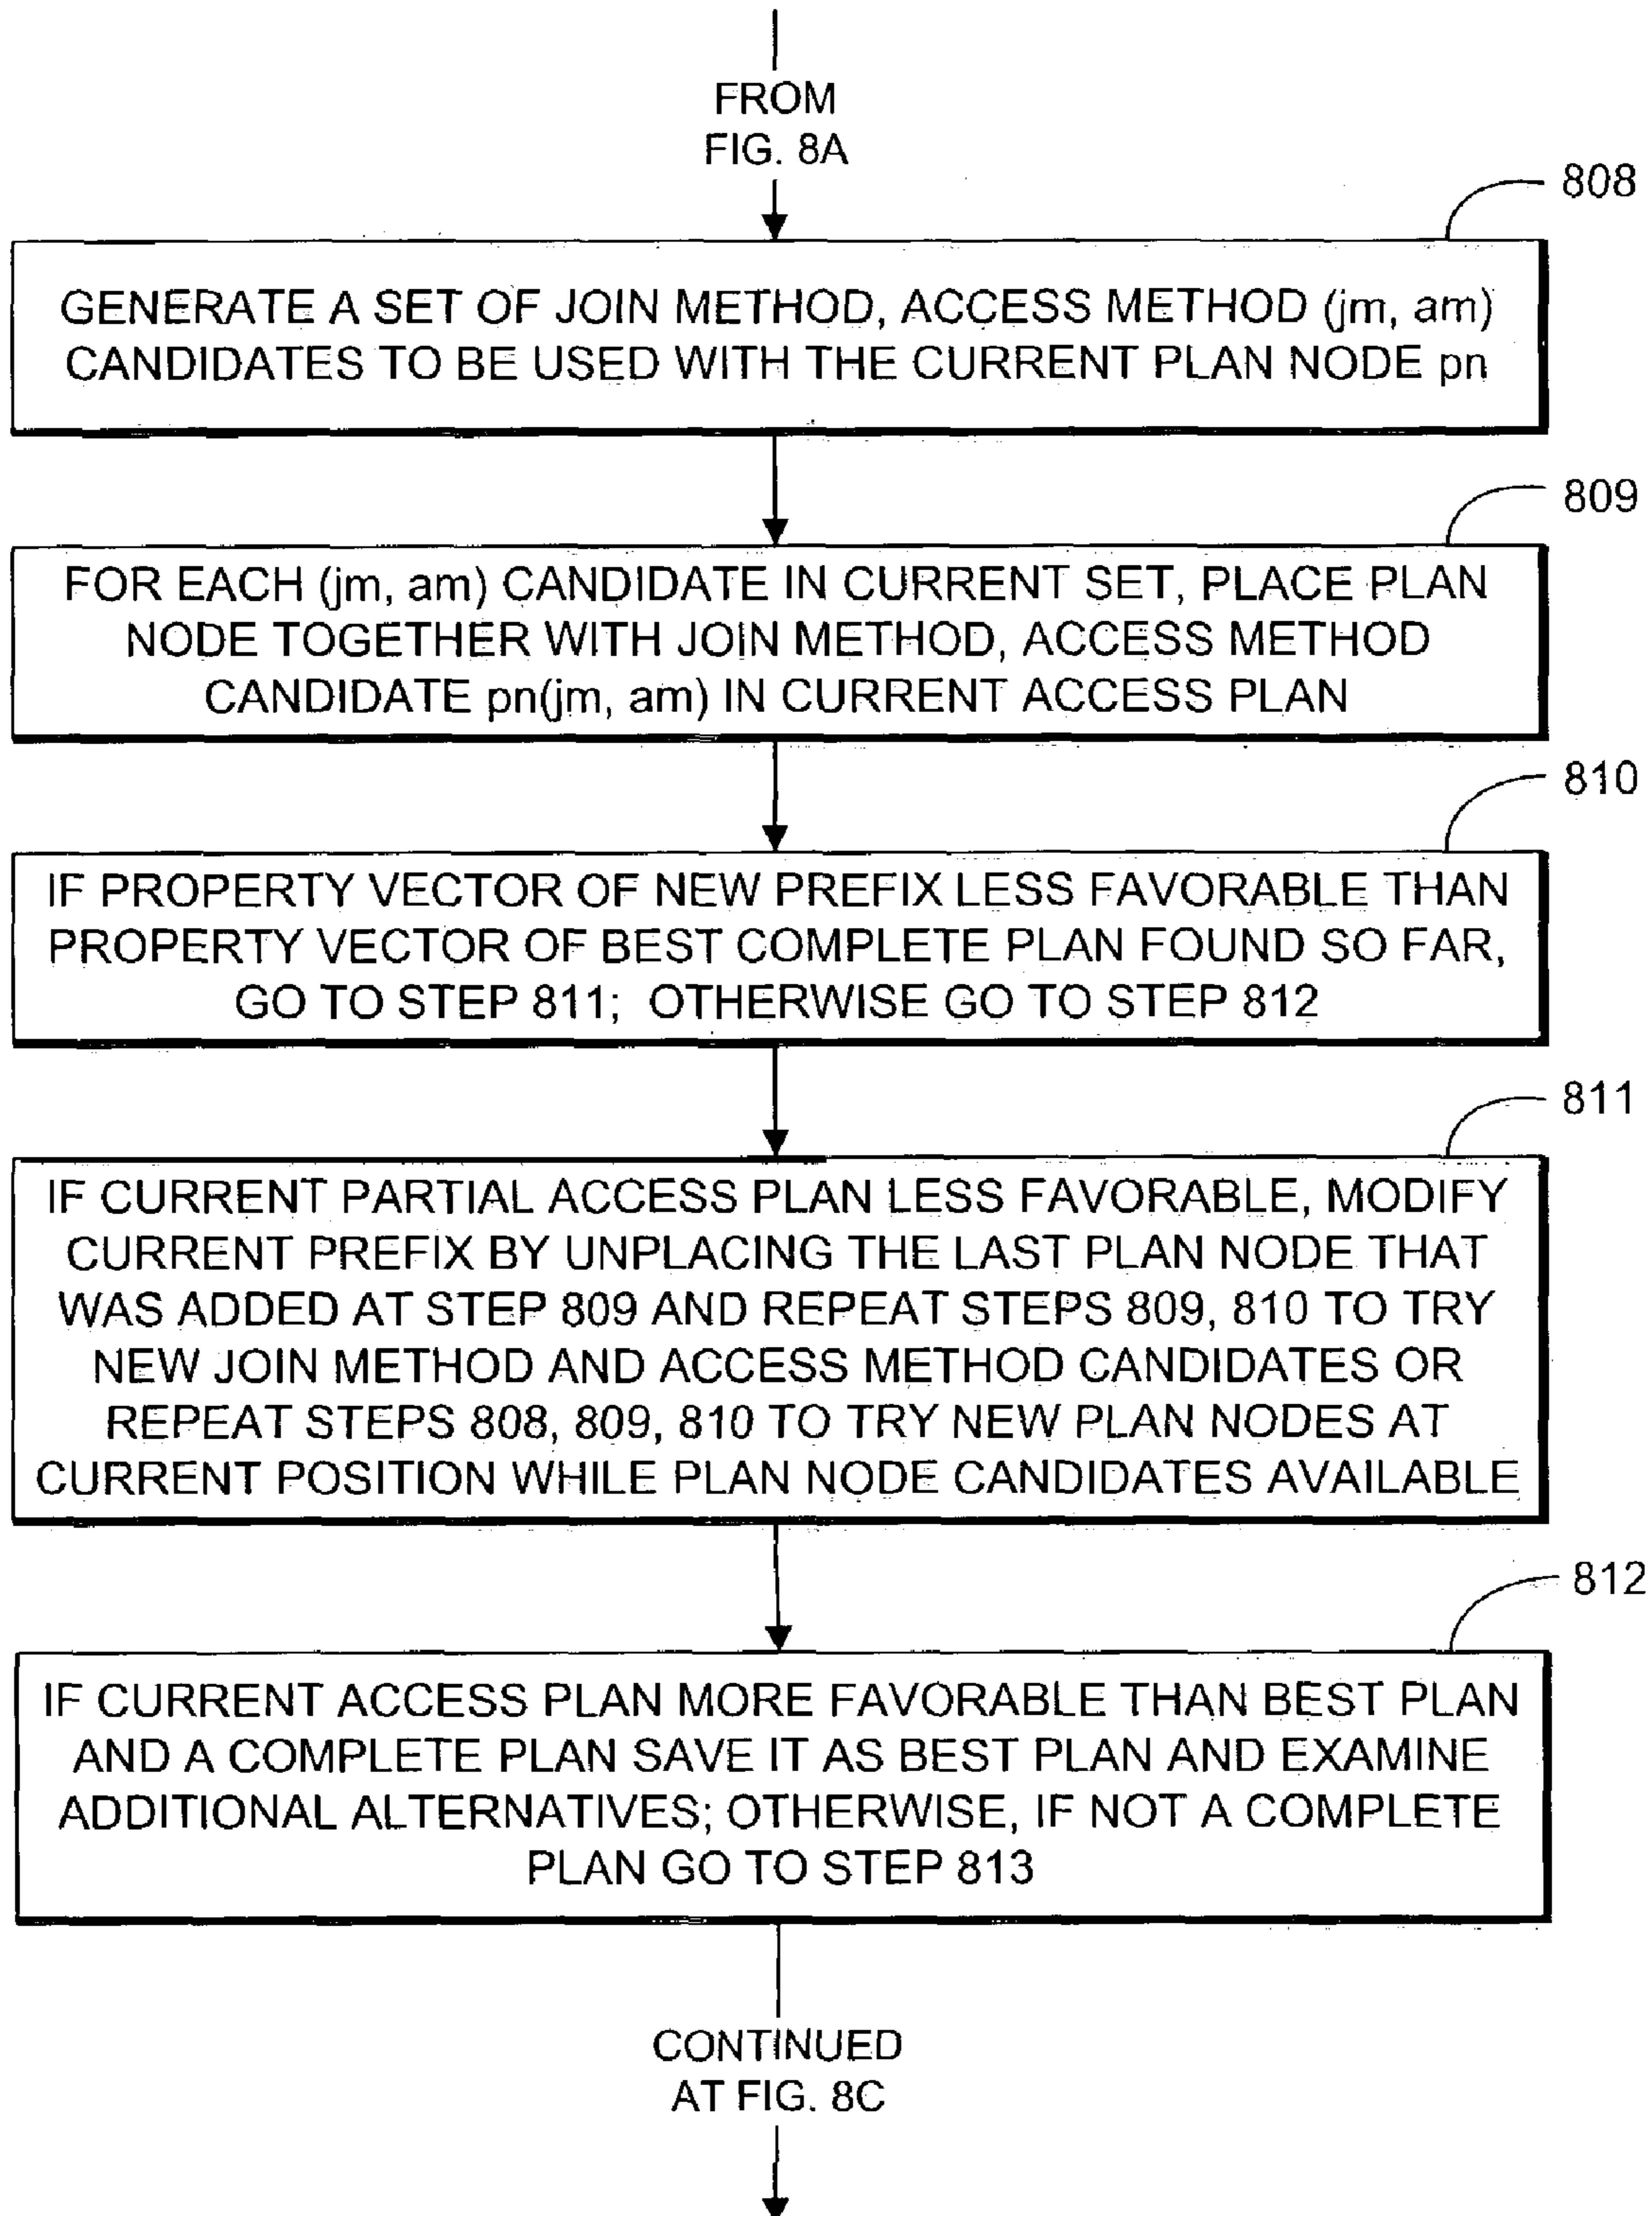 FROM
FIG. 8A
808
GENERATE A SET OF JOIN METHOD, ACCESS METHOD (jm, am)
CANDIDATES TO BE USED WITH THE CURRENT PLAN NODE pn
809
FOR EACH (jm, am) CANDIDATE IN CURRENT SET, PLACE PLAN
NODE TOGETHER WITH JOIN METHOD, ACCESS METHOD
CANDIDATE pn(jm, am) IN CURRENT ACCESS PLAN
810
IF PROPERTY VECTOR OF NEW PREFIX LESS FAVORABLE THAN
PROPERTY VECTOR OF BEST COMPLETE PLAN FOUND SO FAR,
GO TO STEP 811; OTHERWISE GO TO STEP 812
811
IF CURRENT PARTIAL ACCESS PLAN LESS FAVORABLE, MODIFY
CURRENT PREFIX BY UNPLACING THE LAST PLAN NODE THAT
WAS ADDED AT STEP 809 AND REPEAT STEPS 809, 810 TO TRY
NEW JOIN METHOD AND ACCESS METHOD CANDIDATES OR
REPEAT STEPS 808, 809, 810 TO TRY NEW PLAN NODES AT
CURRENT POSITION WHILE PLAN NODE CANDIDATES AVAILABLE
812
IF CURRENT ACCESS PLAN MORE FAVORABLE THAN BEST PLAN
AND A COMPLETE PLAN SAVE IT AS BEST PLAN AND EXAMINE
ADDITIONAL ALTERNATIVES; OTHERWISE, IF NOT A COMPLETE
PLAN GO TO STEP 813
CONTINUED
AT FIG. 8C